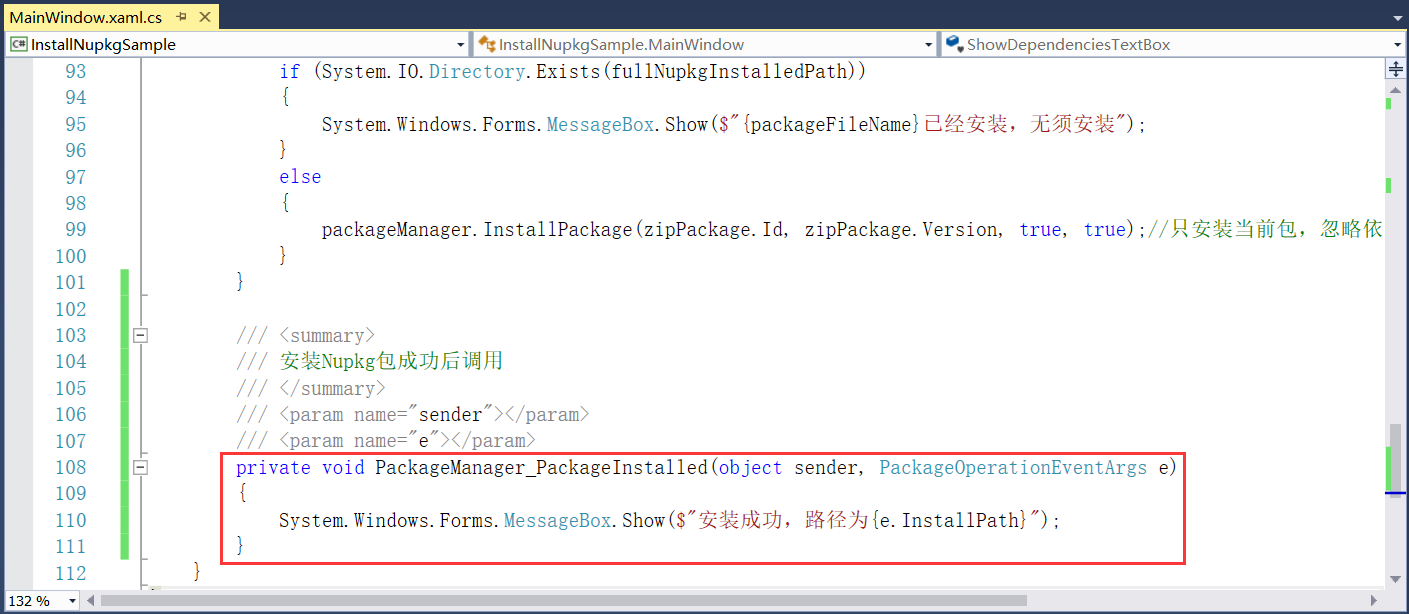 MainWindow.xaml.cs
InstallNupkgSample InstallNupkgSample.MainWindow ShowDependenciesTextBox
93 if (System.IO.Directory.Exists(fullNupkgInstalledPath))
94 {
95 System.Windows.Forms.MessageBox.Show($"{packageFileName}已经安装，无须安装");
96 }
97 else
98 {
99 packageManager.InstallPackage(zipPackage.Id, zipPackage.Version, true, true);//只安装当前包，忽略依
100 }
101 }
102
103 /// <summary>
104 /// 安装Nupkg包成功后调用
105 /// </summary>
106 /// <param name="sender"></param>
107 /// <param name="e"></param>
108 private void PackageManager_PackageInstalled(object sender, PackageOperationEventArgs e)
109 {
110 System.Windows.Forms.MessageBox.Show($"安装成功，路径为{e.InstallPath}");
111 }
112 }
132 %